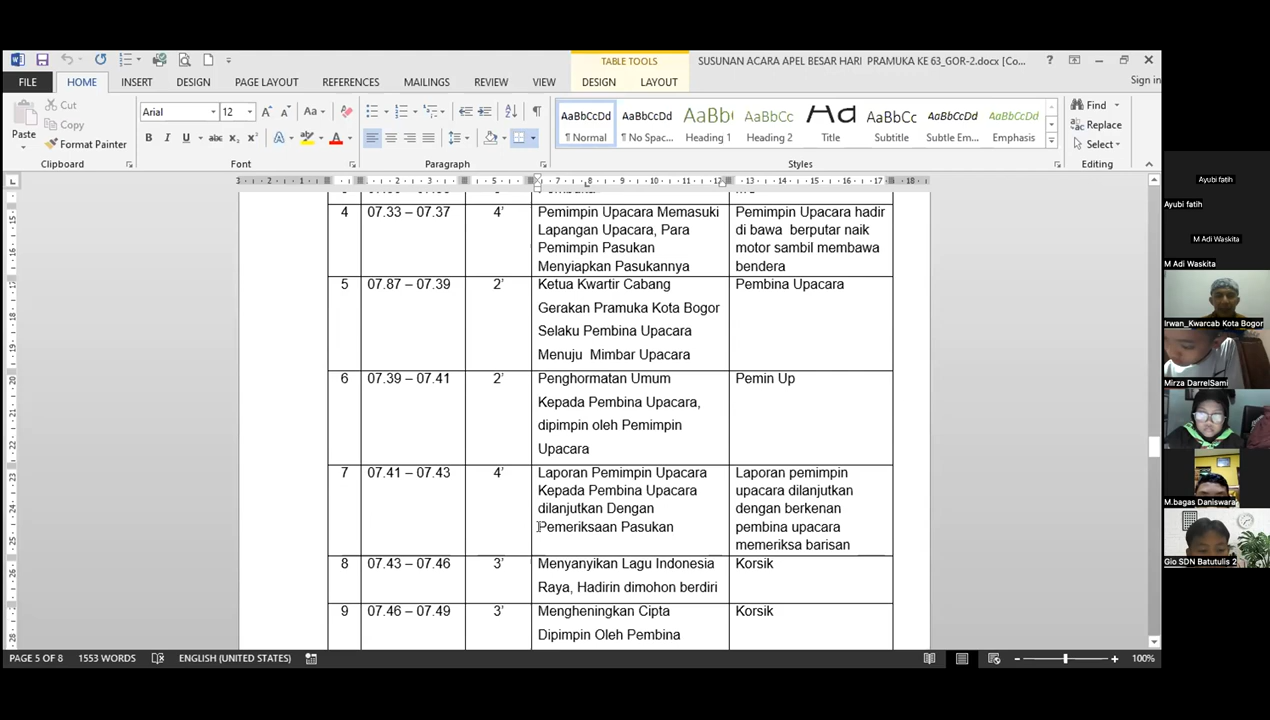 TABLE TOOLS
SUSUNAN ACARA APEL BESAR HARI PRAMUKA KE 63_GOR-2.docx [Co...
FILE HOME INSERT DESIGN PAGE LAYOUT REFERENCES MAILINGS REVIEW VIEW DESIGN LAYOUT Sign in
Paste
Cut
Copy
Format Painter
Clipboard
Arial 12
Font
Paragraph
AaBbCcDd AaBbCcDd AaBb( AaBbCc Aa AaBbCc AaBbCcDd AaBbCcDd
¶ Normal ¶ No Spac... Heading 1 Heading 2 Title Subtitle Subtle Em... Emphasis
Styles
Find
Replace
Select
Editing
4 07.33 – 07.37 4’ Pemimpin Upacara Memasuki Pemimpin Upacara hadir
Lapangan Upacara, Para di bawa berputar naik
Pemimpin Pasukan motor sambil membawa
Menyiapkan Pasukannya bendera
5 07.87 – 07.39 2’ Ketua Kwartir Cabang Pembina Upacara
Gerakan Pramuka Kota Bogor
Selaku Pembina Upacara
Menuju Mimbar Upacara
6 07.39 – 07.41 2’ Penghormatan Umum Pemin Up
Kepada Pembina Upacara,
dipimpin oleh Pemimpin
Upacara
7 07.41 – 07.43 4’ Laporan Pemimpin Upacara Laporan pemimpin
Kepada Pembina Upacara upacara dilanjutkan
dilanjutkan Dengan dengan berkenan
Pemeriksaan Pasukan pembina upacara
memeriksa barisan
8 07.43 – 07.46 3’ Menyanyikan Lagu Indonesia Korsik
Raya, Hadirin dimohon berdiri
9 07.46 – 07.49 3’ Mengheningkan Cipta Korsik
Dipimpin Oleh Pembina
PAGE 5 OF 8 1553 WORDS ENGLISH (UNITED STATES) 100%
Ayubi fatih
Ayubi fatih
M Adi Waskita
M Adi Waskita
Irwan_Kwarcab Kota Bogor
Mirza DarrelSami
M.bagas Daniswara
Gio SDN Batutulis 2